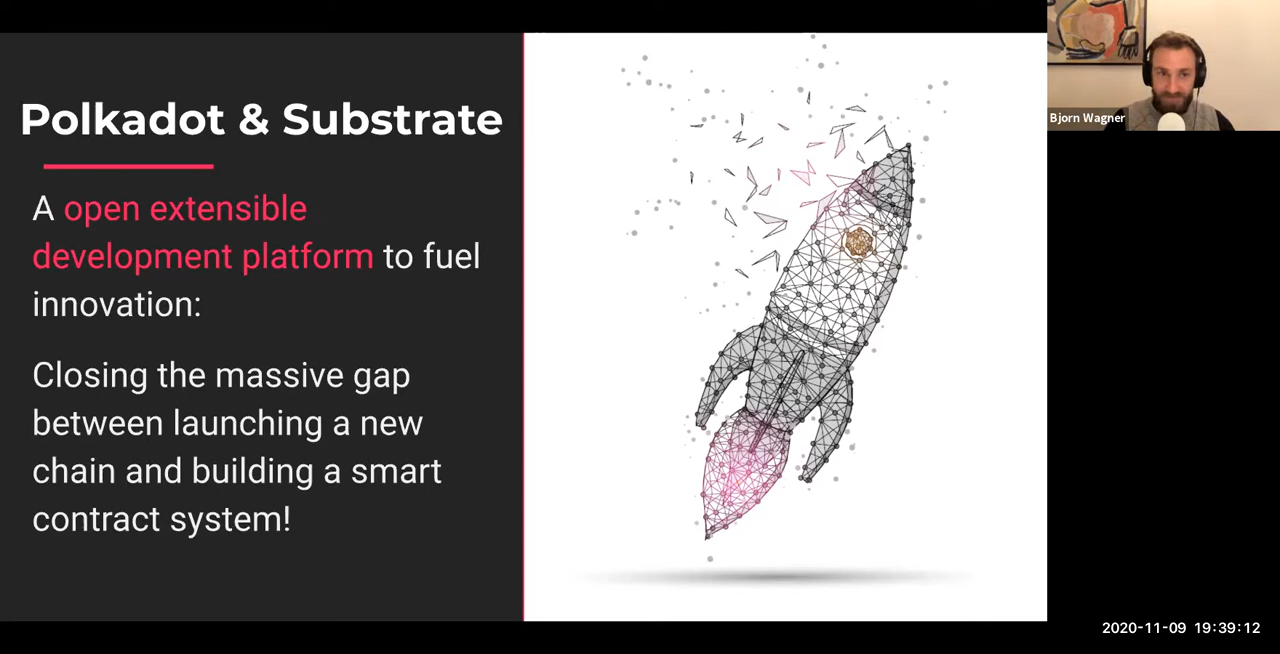 Polkadot & Substrate
A open extensible
development platform to fuel
innovation:
Closing the massive gap
between launching a new
chain and building a smart
contract system!
Bjorn Wagner
2020-11-09 19:39:12